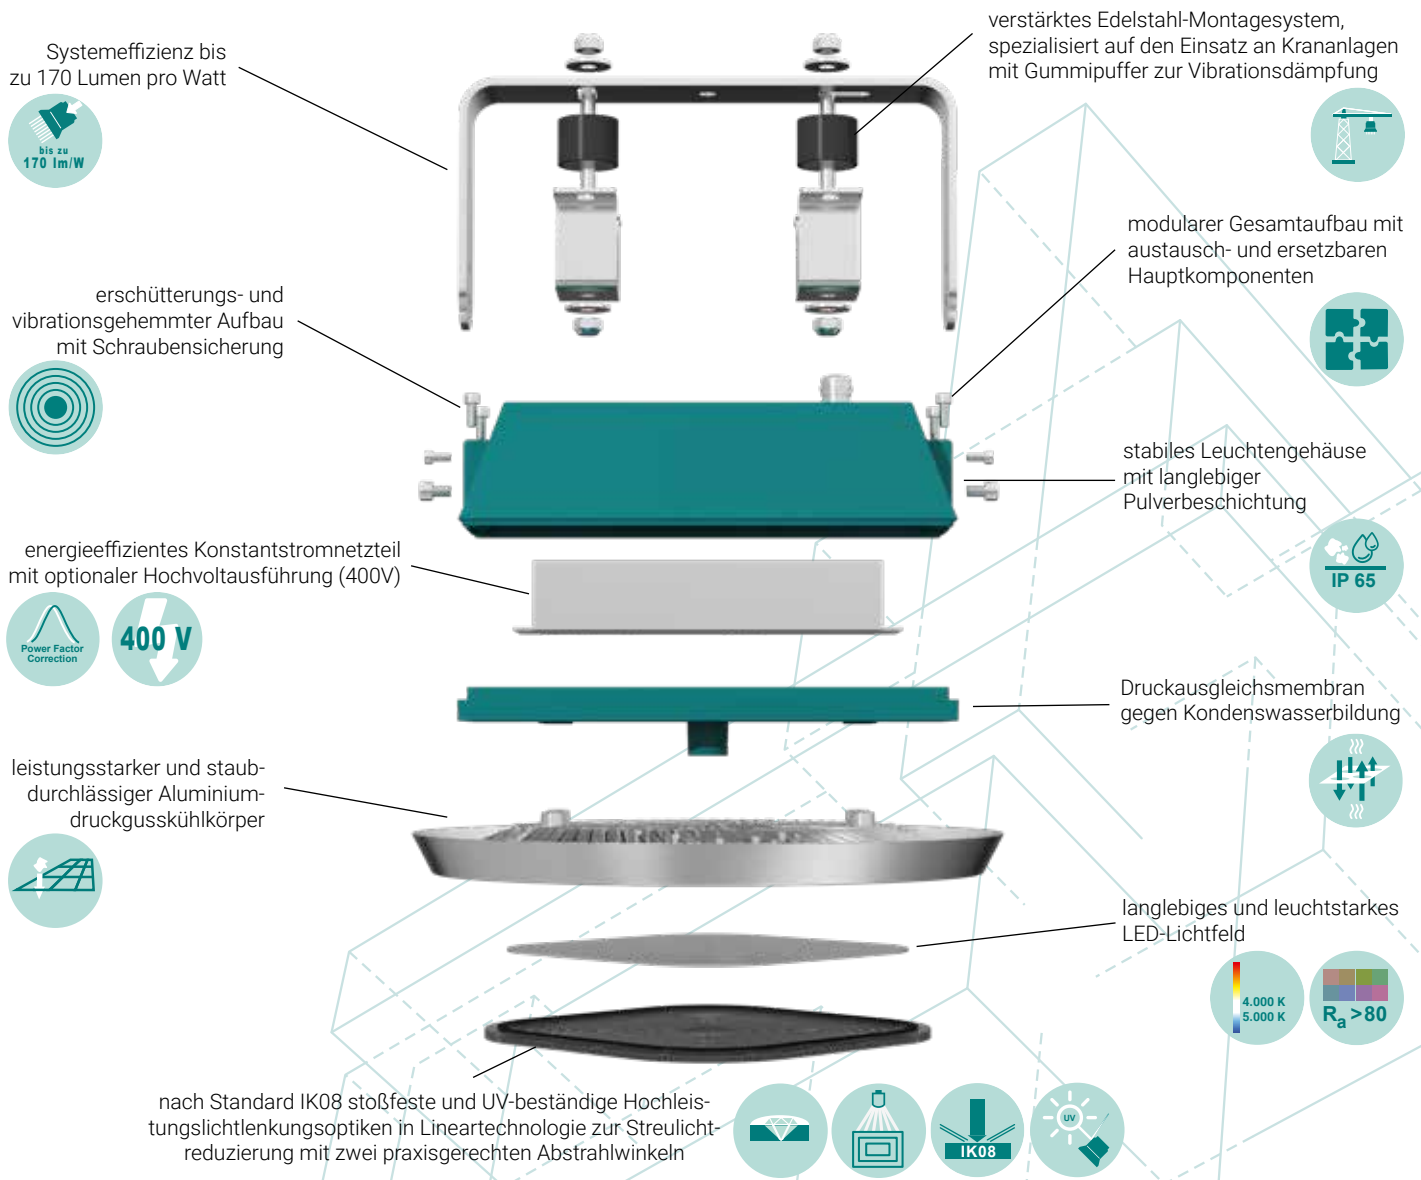 Systemeffizienz bis
zu 170 Lumen pro Watt
bis zu
170 lm/W
verstärktes Edelstahl-Montagesystem,
spezialisiert auf den Einsatz an Krananlagen
mit Gummipuffer zur Vibrationsdämpfung
modularer Gesamtaufbau mit
austausch- und ersetzbaren
Hauptkomponenten
erschütterungs- und
vibrationsgehemmter Aufbau
mit Schraubensicherung
stabiles Leuchtengehäuse
mit langlebiger
Pulverbeschichtung
IP 65
energieeffizientes Konstantstromnetzteil
mit optionaler Hochvoltausführung (400V)
Power Factor
Correction
400 V
Druckausgleichsmembran
gegen Kondenswasserbildung
leistungsstarker und staub-
durchlässiger Aluminium-
druckgusskühlkörper
langlebiges und leuchtstarkes
LED-Lichtfeld
4.000 K
5.000 K
Ra >80
nach Standard IK08 stoßfeste und UV-beständige Hochleis-
tungslichtlenkungsoptiken in Lineartechnologie zur Streulicht-
reduzierung mit zwei praxisgerechten Abstrahlwinkeln
IK08
UV